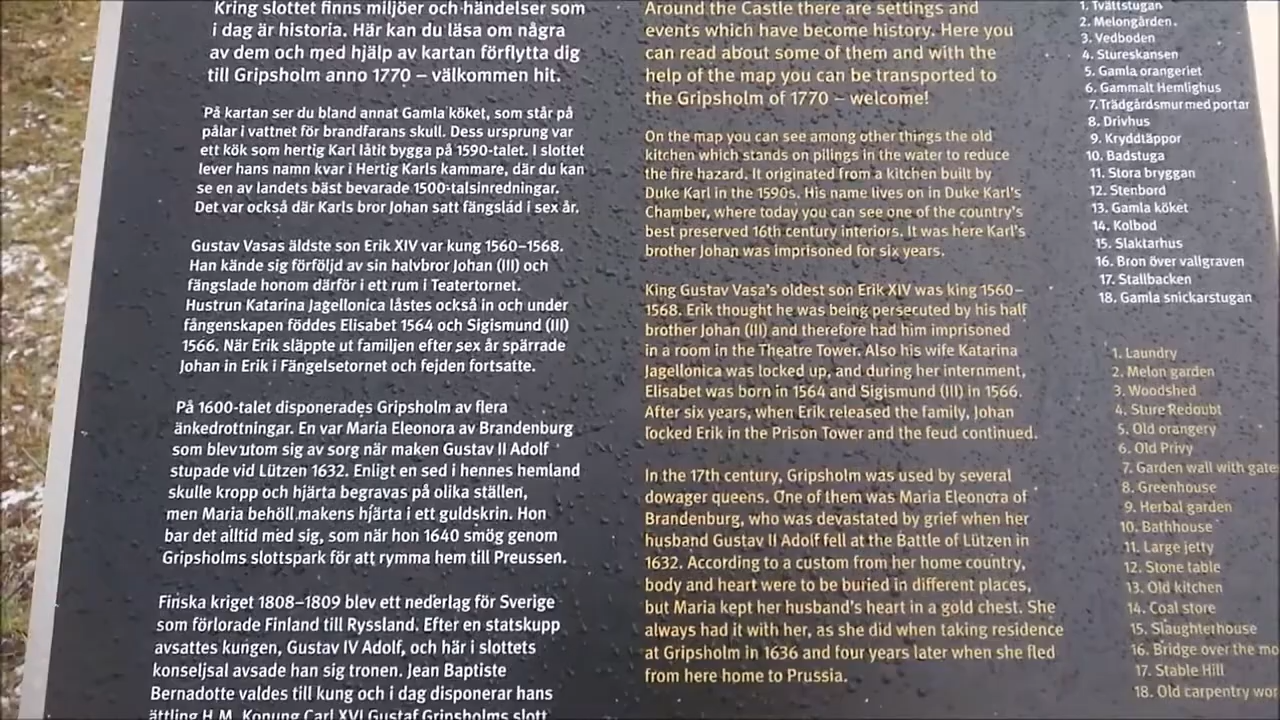 Kring slottet finns miljöer och händelser som
i dag är historia. Här kan du läsa om några
av dem och med hjälp av kartan förflytta dig
till Gripsholm anno 1770 – välkommen hit.
På kartan ser du bland annat Gamla köket, som står på
pålar i vattnet för brandfarans skull. Dess ursprung var
ett kök som hertig Karl låtit bygga på 1590-talet. I slottet
lever hans namn kvar i Hertig Karls kammare, där du kan
se en av landets bäst bevarade 1500-talsinredningar.
Det var också där Karls bror Johan satt fängslad i sex år.
Gustav Vasas äldste son Erik XIV var kung 1560–1568.
Han kände sig förföljd av sin halvbror Johan (III) och
fängslade honom därför i ett rum i Teatertornet.
Hustrun Katarina Jagellonica låstes också in och under
fångenskapen föddes Elisabet 1564 och Sigismund (III)
1566. När Erik släppte ut familjen efter sex år spärrade
Johan in Erik i Fängelsetornet och fejden fortsatte.
På 1600-talet disponerades Gripsholm av flera
änkedrottningar. En var Maria Eleonora av Brandenburg
som blev utom sig av sorg när maken Gustav II Adolf
stupade vid Lützen 1632. Enligt en sed i hennes hemland
skulle kropp och hjärta begravas på olika ställen,
men Maria behöll makens hjärta i ett guldskrin. Hon
bar det alltid med sig, som när hon 1640 smög genom
Gripsholms slottspark för att rymma hem till Preussen.
Finska kriget 1808–1809 blev ett nederlag för Sverige
som förlorade Finland till Ryssland. Efter en statskupp
avsattes kungen, Gustav IV Adolf, och här i slottets
konseljsal avsade han sig tronen. Jean Baptiste
Bernadotte valdes till kung och i dag disponerar hans
ättling H.M. Konung Carl XVI Gustaf Gripsholms slott
Around the Castle there are settings and
events which have become history. Here you
can read about some of them and with the
help of the map you can be transported to
the Gripsholm of 1770 – welcome!
On the map you can see among other things the old
kitchen which stands on pilings in the water to reduce
the fire hazard. It originated from a kitchen built by
Duke Karl in the 1590s. His name lives on in Duke Karl's
Chamber, where today you can see one of the country's
best preserved 16th century interiors. It was here Karl's
brother Johan was imprisoned for six years.
King Gustav Vasa's oldest son Erik XIV was king 1560–
1568. Erik thought he was being persecuted by his half
brother Johan (III) and therefore had him imprisoned
in a room in the Theatre Tower. Also his wife Katarina
Jagellonica was locked up, and during her internment,
Elisabet was born in 1564 and Sigismund (III) in 1566.
After six years, when Erik released the family, Johan
locked Erik in the Prison Tower and the feud continued.
In the 17th century, Gripsholm was used by several
dowager queens. One of them was Maria Eleonora of
Brandenburg, who was devastated by grief when her
husband Gustav II Adolf fell at the Battle of Lützen in
1632. According to a custom from her home country,
body and heart were to be buried in different places,
but Maria kept her husband's heart in a gold chest. She
always had it with her, as she did when taking residence
at Gripsholm in 1636 and four years later when she fled
from here home to Prussia.
1. Tvättstugan
2. Melongården.
3. Vedboden
4. Stureskansen
5. Gamla orangeriet
6. Gammalt Hemlighus
7. Trädgårdsmur med portar
8. Drivhus
9. Kryddtäppor
10. Badstuga
11. Stora bryggan
12. Stenbord
13. Gamla köket
14. Kolbod
15. Slaktarhus
16. Bron över vallgraven
17. Stallbacken
18. Gamla snickarstugan
1. Laundry
2. Melon garden
3. Woodshed
4. Sture Redoubt
5. Old orangery
6. Old Privy
7. Garden wall with gate
8. Greenhouse
9. Herbal garden
10. Bathhouse
11. Large jetty
12. Stone table
13. Old kitchen
14. Coal store
15. Slaughterhouse
16. Bridge over the mo
17. Stable Hill
18. Old carpentry wor